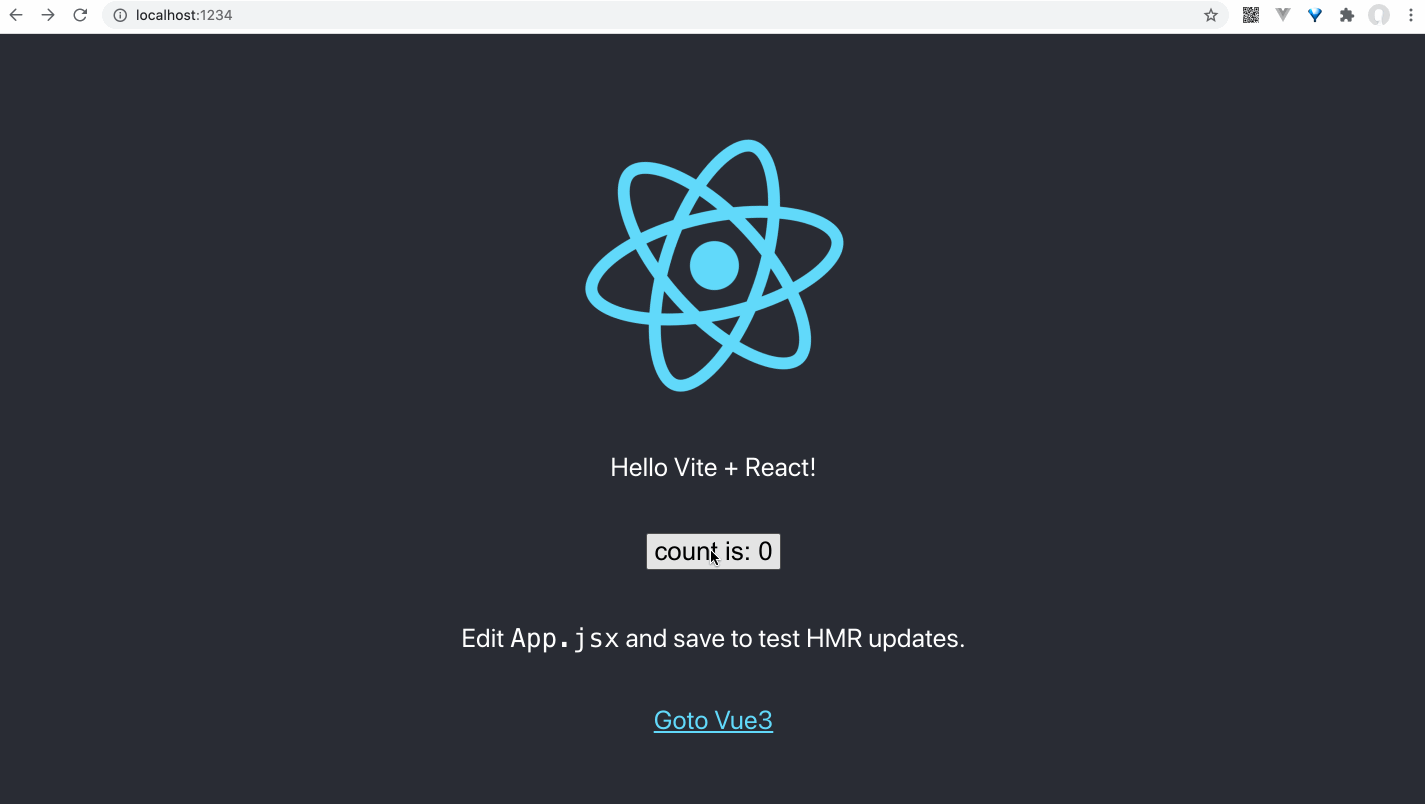 localhost:1234
Hello Vite + React!
count is: 0
Edit App.jsx and save to test HMR updates.
Goto Vue3